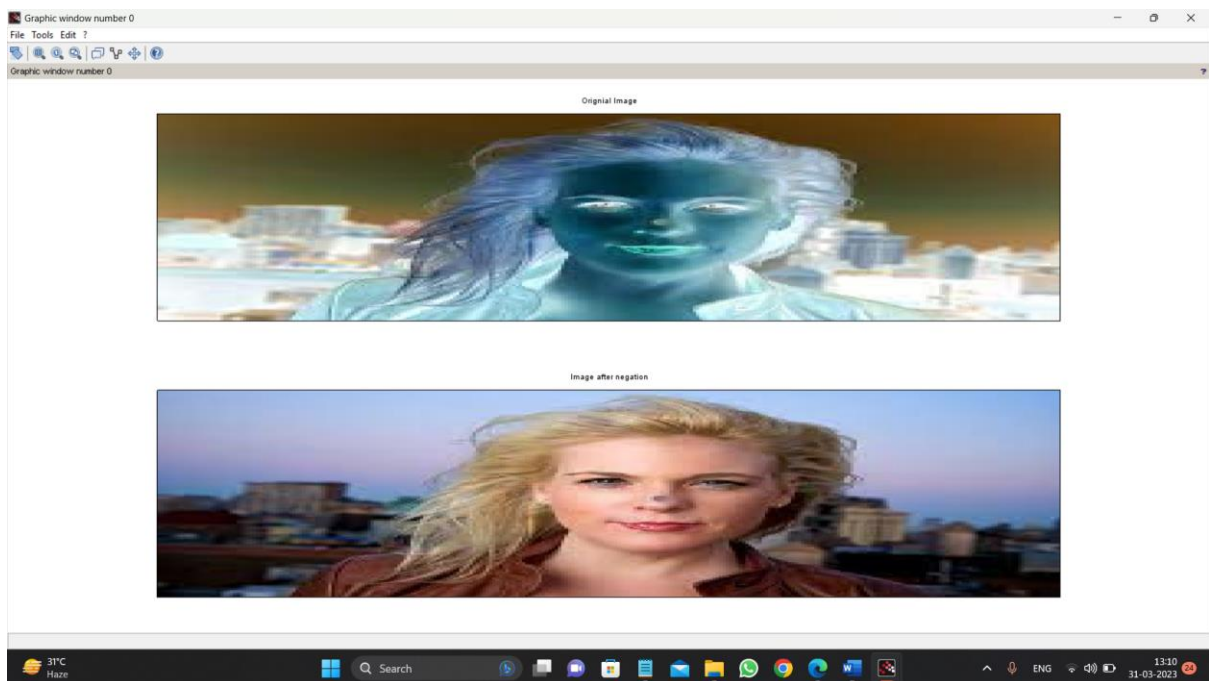 Graphic window number 0
File Tools Edit ?
Graphic window number 0 ?
Orignial Image
Image after negation
31°C
Haze
Search
ENG
13:10
31-03-2023
24